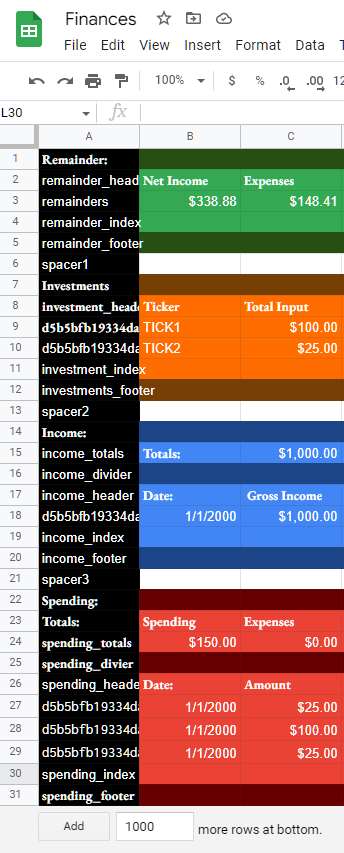 Finances
File Edit View Insert Format Data
100% $ % .0 .00 12
L30 fx
A B C
1 Remainder:
2 remainder_head Net Income Expenses
3 remainders $338.88 $148.41
4 remainder_index
5 remainder_footer
6 spacer1
7 Investments
8 investment_head Ticker Total Input
9 d5b5bfb19334da TICK1 $100.00
10 d5b5bfb19334da TICK2 $25.00
11 investment_index
12 investments_footer
13 spacer2
14 Income:
15 income_totals Totals: $1,000.00
16 income_divider
17 income_header Date: Gross Income
18 d5b5bfb19334da 1/1/2000 $1,000.00
19 income_index
20 income_footer
21 spacer3
22 Spending:
23 Totals: Spending Expenses
24 spending_totals $150.00 $0.00
25 spending_divier
26 spending_heade Date: Amount
27 d5b5bfb19334da 1/1/2000 $25.00
28 d5b5bfb19334da 1/1/2000 $100.00
29 d5b5bfb19334da 1/1/2000 $25.00
30 spending_index
31 spending_footer
Add 1000 more rows at bottom.